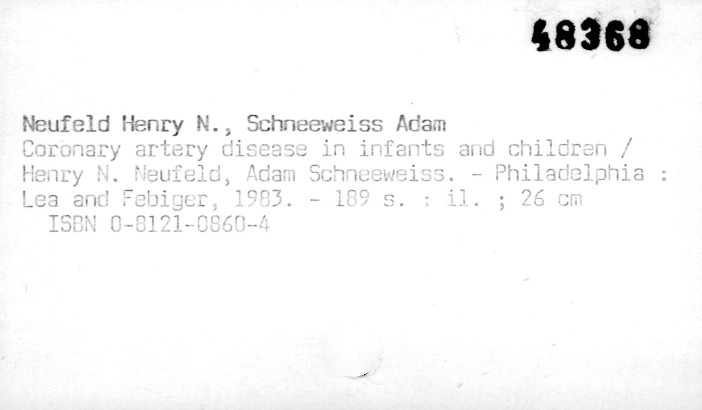 48368
Neufeld Henry N., Schneeweiss Adam
Coronary artery disease in infants and children /
Henry N. Neufeld, Adam Schneeweiss. - Philadelphia :
Lea and Febiger, 1983. - 189 s. : il. ; 26 cm
ISBN 0-8121-0860-4